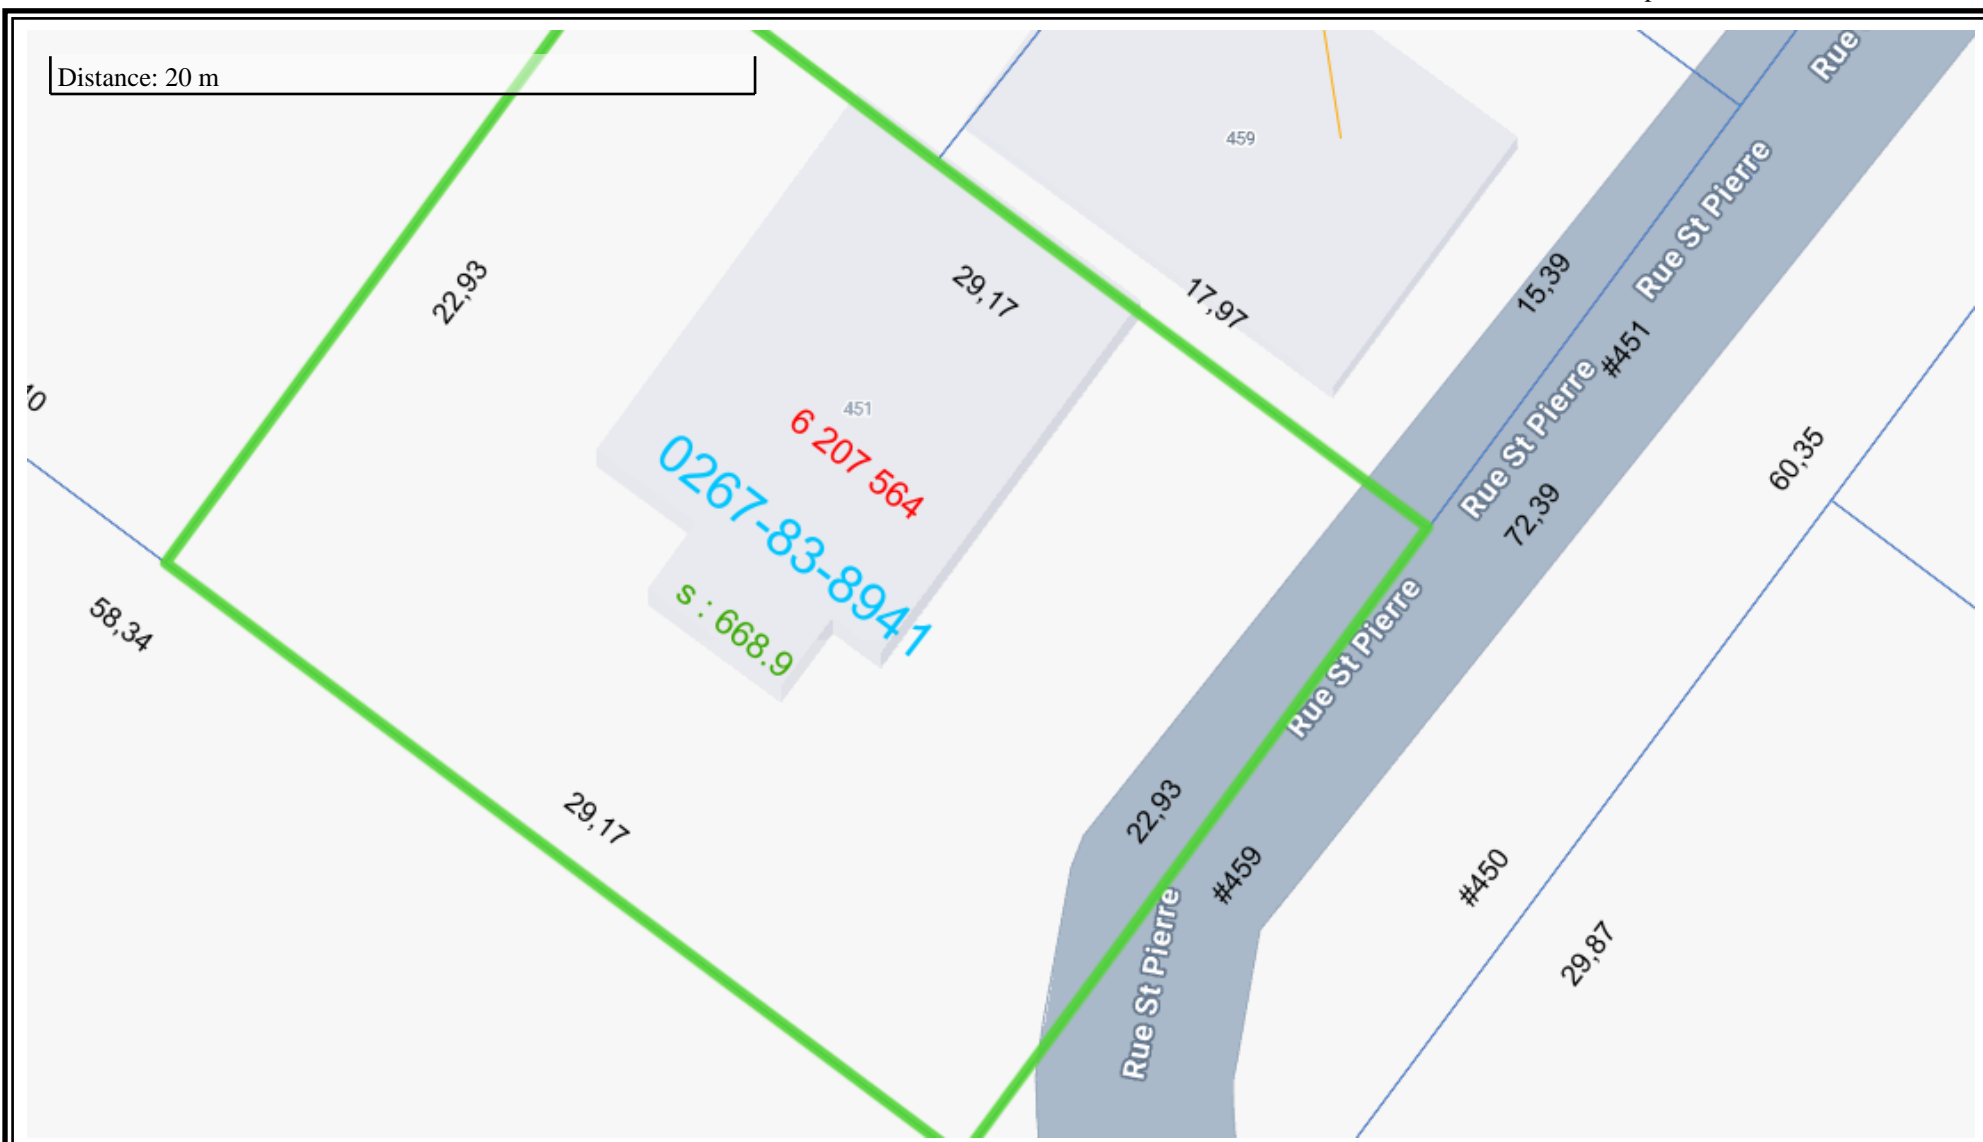 Distance: 20 m
Rue
459
Rue St Pierre
22,93
29,17
17,97
15,39
#451
451
6 207 564
Rue St Pierre
60,35
0267-83-8941
72,39
58,34
s : 668.9
Rue St Pierre
29,17
22,93
#459
#450
29,87
Rue St Pierre